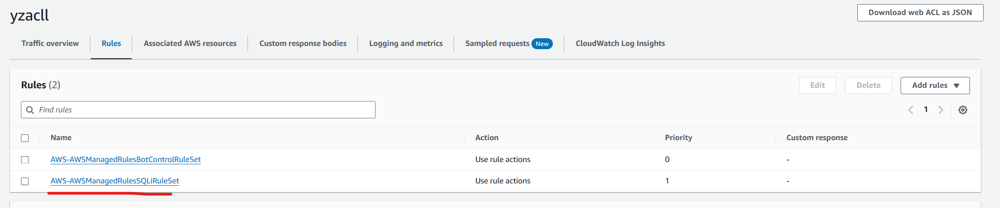 yzacll
Download web ACL as JSON
Traffic overview
Rules
Associated AWS resources
Custom response bodies
Logging and metrics
Sampled requests New
CloudWatch Log Insights
Rules (2)
Edit
Delete
Add rules
Find rules
1
Name Action Priority Custom response
AWS-AWSManagedRulesBotControlRuleSet Use rule actions 0 -
AWS-AWSManagedRulesSQLiRuleSet Use rule actions 1 -